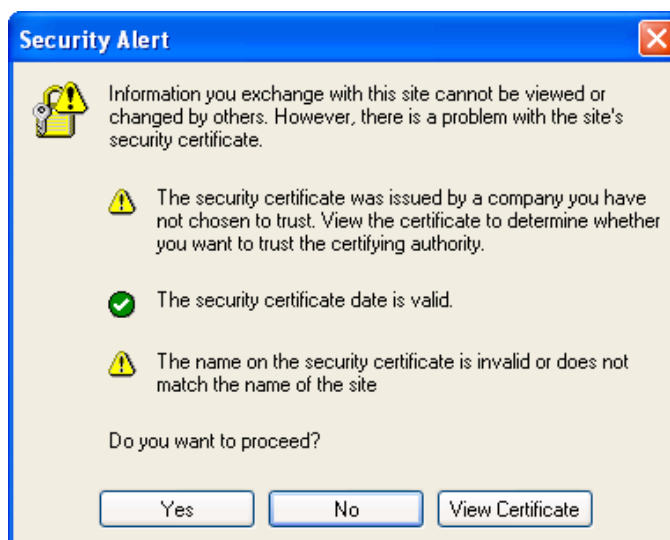 Security Alert
Information you exchange with this site cannot be viewed or
changed by others. However, there is a problem with the site's
security certificate.
The security certificate was issued by a company you have
not chosen to trust. View the certificate to determine whether
you want to trust the certifying authority.
The security certificate date is valid.
The name on the security certificate is invalid or does not
match the name of the site
Do you want to proceed?
Yes
No
View Certificate